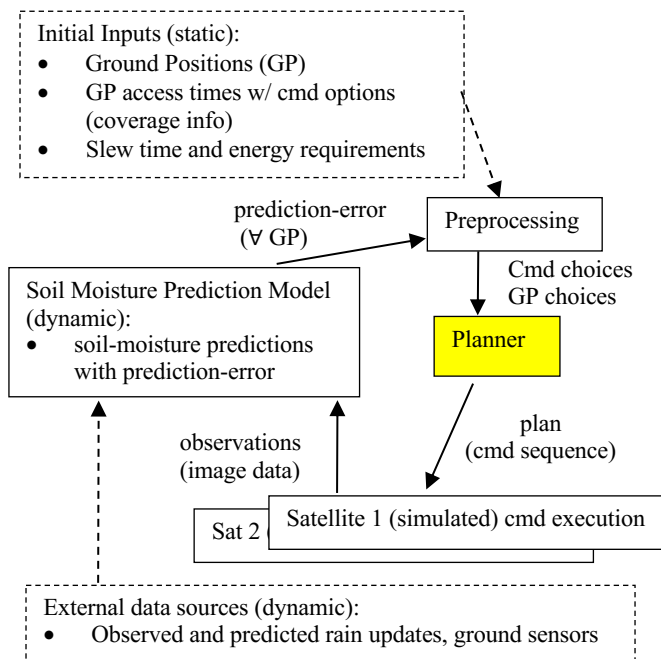 Initial Inputs (static):
• Ground Positions (GP)
• GP access times w/ cmd options
(coverage info)
• Slew time and energy requirements
prediction-error
(∀ GP)
Preprocessing
Cmd choices
GP choices
Soil Moisture Prediction Model
(dynamic):
• soil-moisture predictions
with prediction-error
Planner
observations
(image data)
plan
(cmd sequence)
Satellite 1 (simulated) cmd execution
Sat 2 (
External data sources (dynamic):
• Observed and predicted rain updates, ground sensors